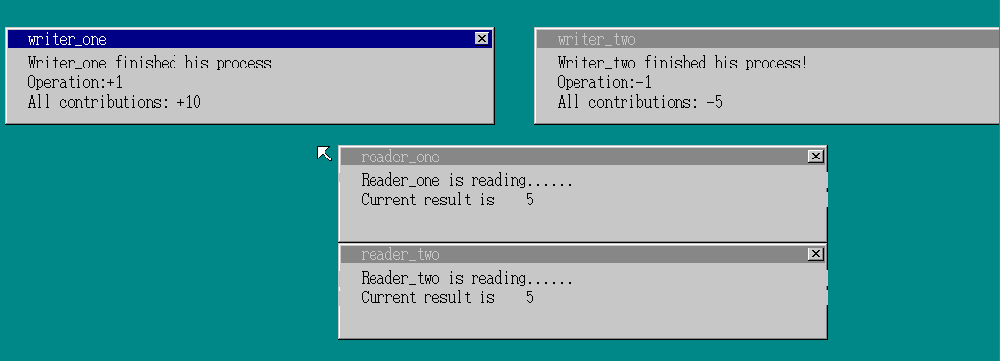 writer_one
Writer_one finished his process!
Operation:+1
All contributions: +10
writer_two
Writer_two finished his process!
Operation:-1
All contributions: -5
reader_one
Reader_one is reading......
Current result is    5
reader_two
Reader_two is reading......
Current result is    5